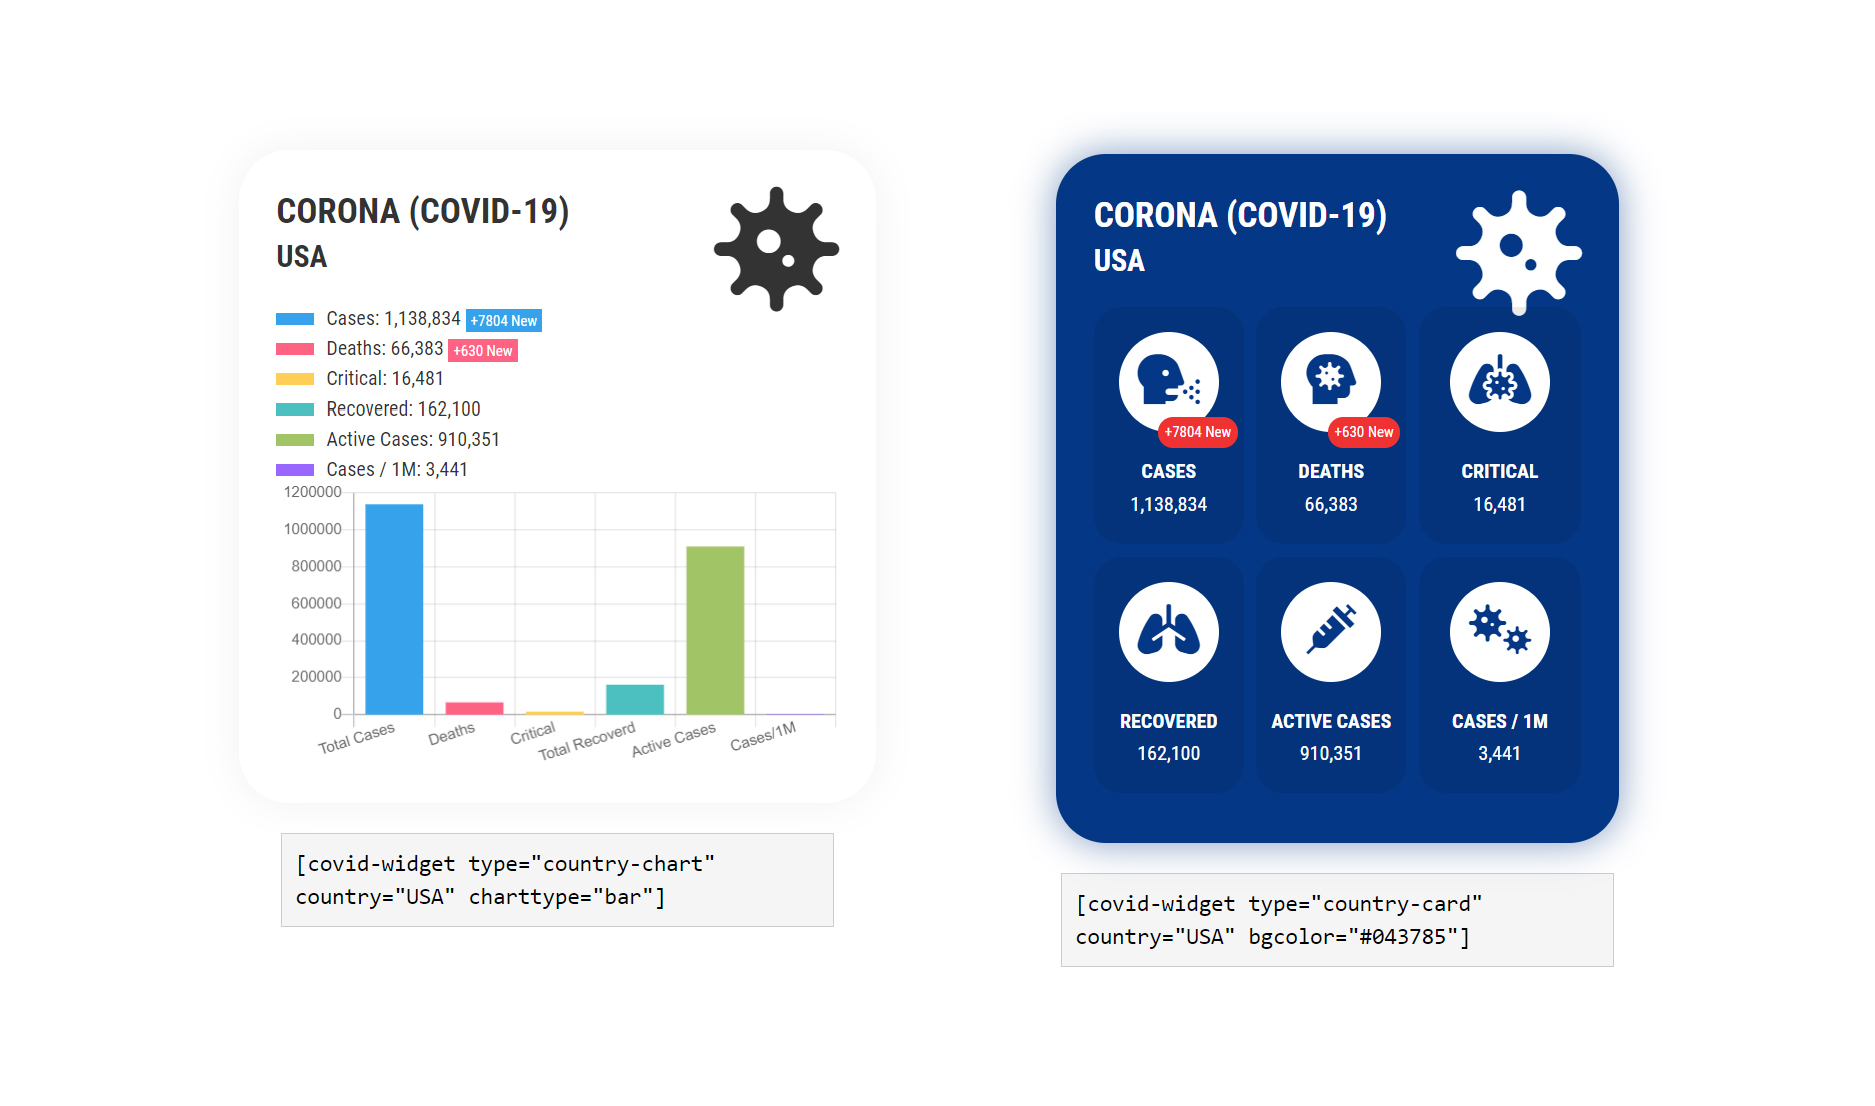 CORONA (COVID-19)
USA
Cases: 1,138,834 +7804 New
Deaths: 66,383 +630 New
Critical: 16,481
Recovered: 162,100
Active Cases: 910,351
Cases / 1M: 3,441
1200000
1000000
800000
600000
400000
200000
0
Total Cases
Deaths
Critical
Total Recoverd
Active Cases
Cases/1M
[covid-widget type="country-chart"
country="USA" charttype="bar"]
CORONA (COVID-19)
USA
+7804 New
CASES
1,138,834
+630 New
DEATHS
66,383
CRITICAL
16,481
RECOVERED
162,100
ACTIVE CASES
910,351
CASES / 1M
3,441
[covid-widget type="country-card"
country="USA" bgcolor="#043785"]